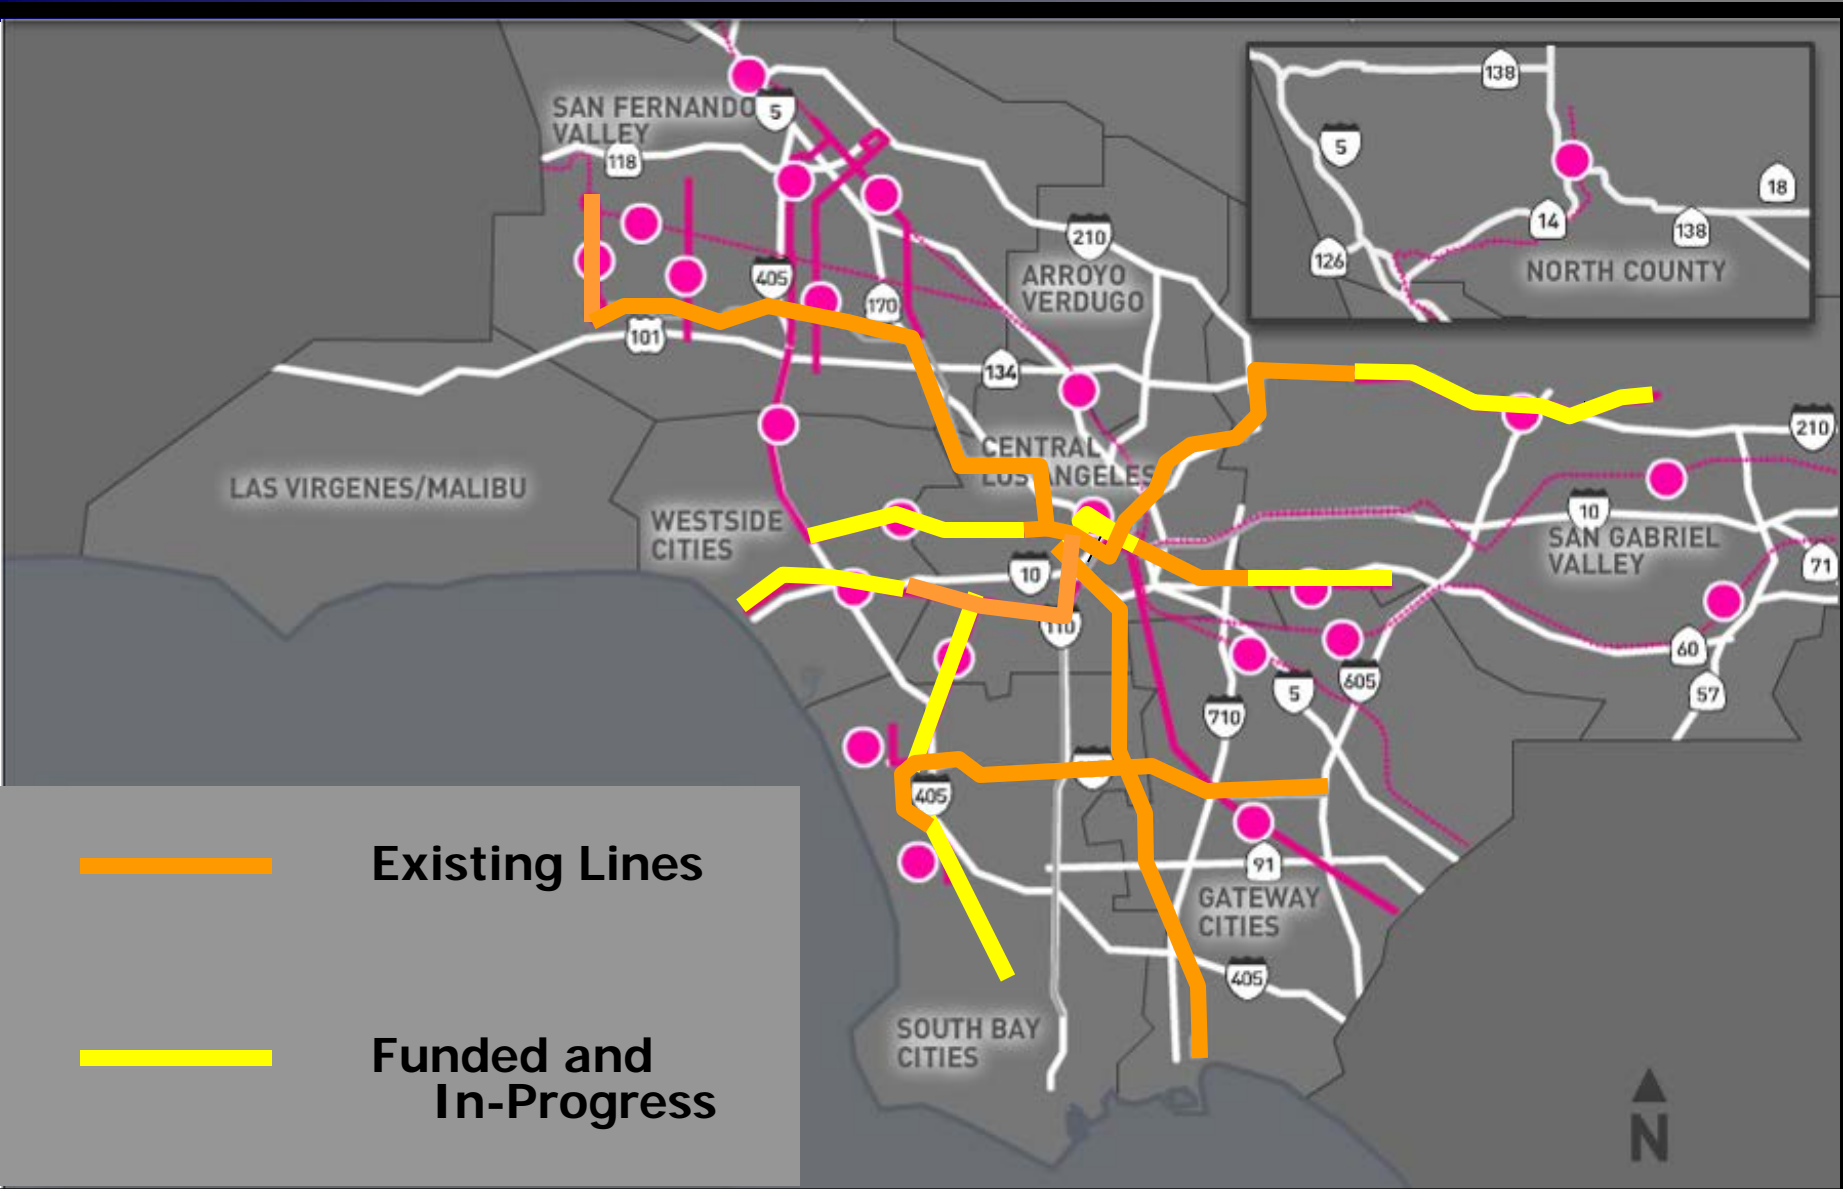 SAN FERNANDO
VALLEY
5
118
405
170
101
134
210
ARROYO
VERDUGO
138
5
18
14
138
126
NORTH COUNTY
LAS VIRGENES/MALIBU
WESTSIDE
CITIES
CENTRAL
LOS ANGELES
10
110
210
10
SAN GABRIEL
VALLEY
71
60
57
605
5
710
405
91
GATEWAY
CITIES
405
SOUTH BAY
CITIES
N
Existing Lines
Funded and
In-Progress